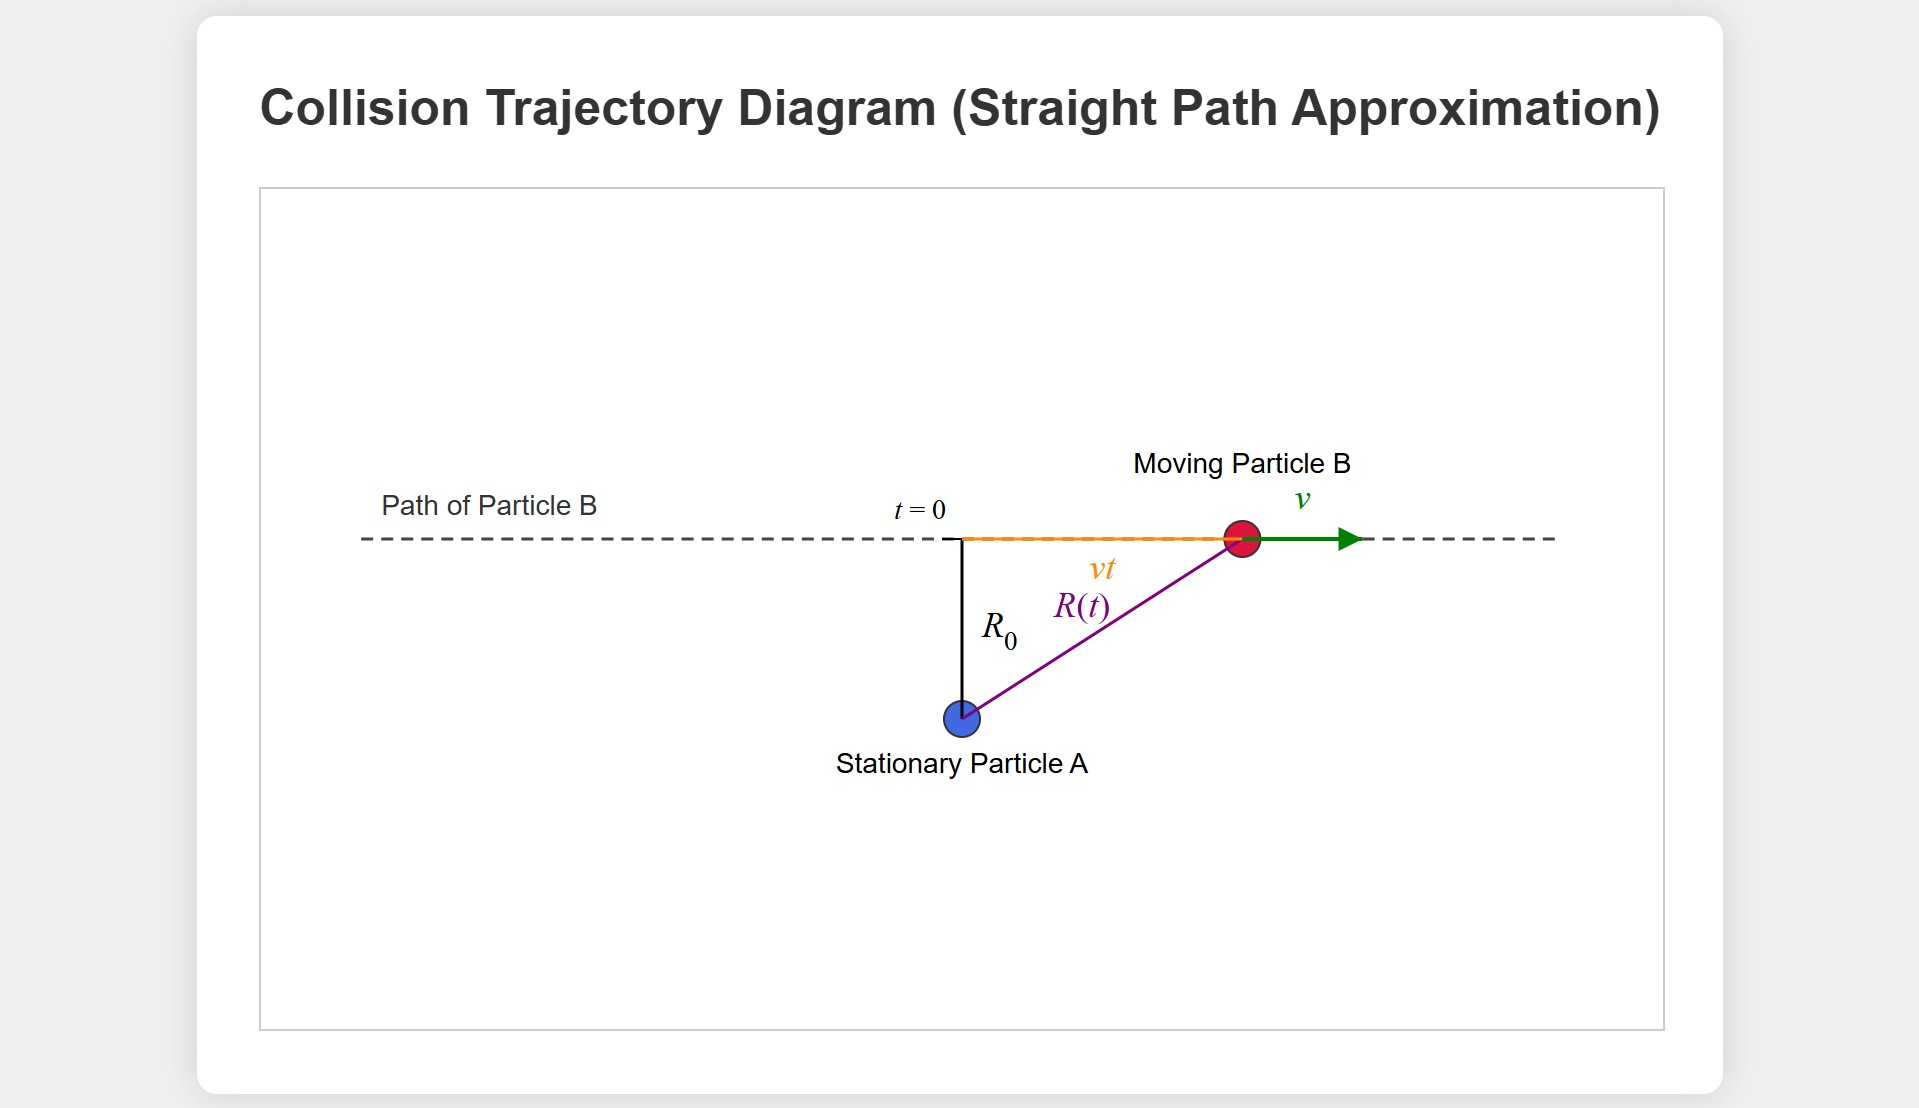 Collision Trajectory Diagram (Straight Path Approximation)
Moving Particle B
v
Path of Particle B
t = 0
vt
R(t)
R₀
Stationary Particle A